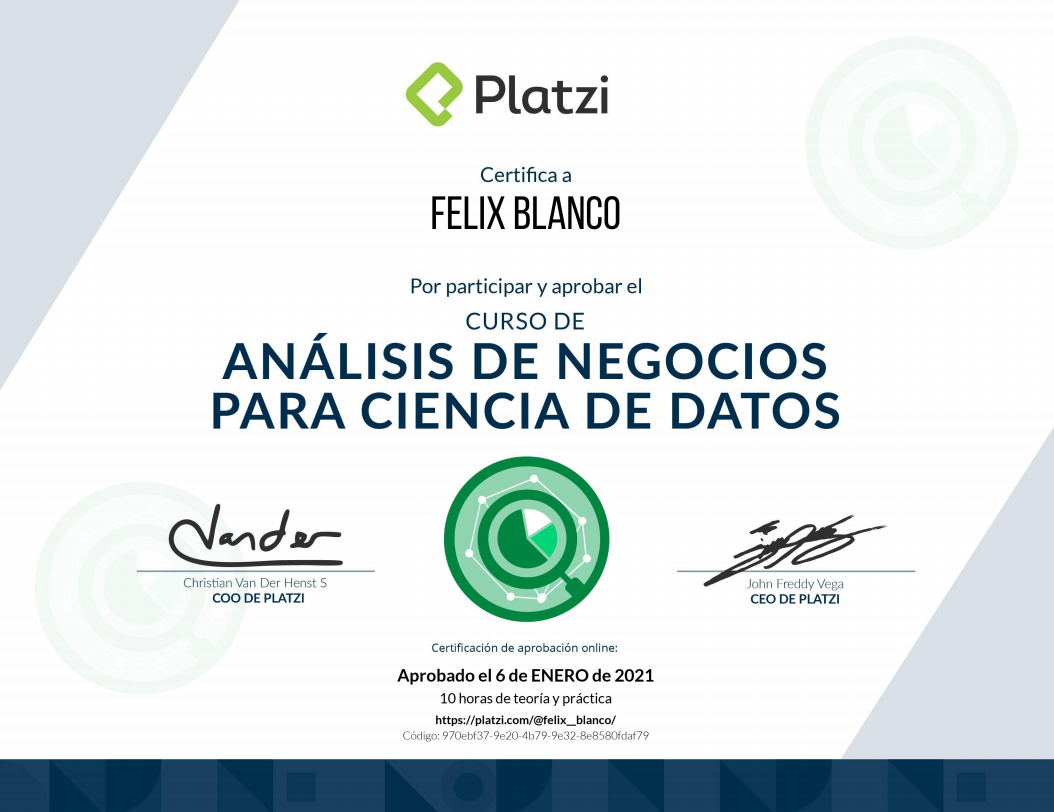 Platzi
Certifica a
FELIX BLANCO
Por participar y aprobar el
CURSO DE
ANÁLISIS DE NEGOCIOS
PARA CIENCIA DE DATOS
Vander
Christian Van Der Henst S
COO DE PLATZI
John Freddy Vega
CEO DE PLATZI
Certificación de aprobación online:
Aprobado el 6 de ENERO de 2021
10 horas de teoría y práctica
https://platzi.com/@felix__blanco/
Código: 970ebf37-9e20-4b79-9e32-8e8580fdaf79